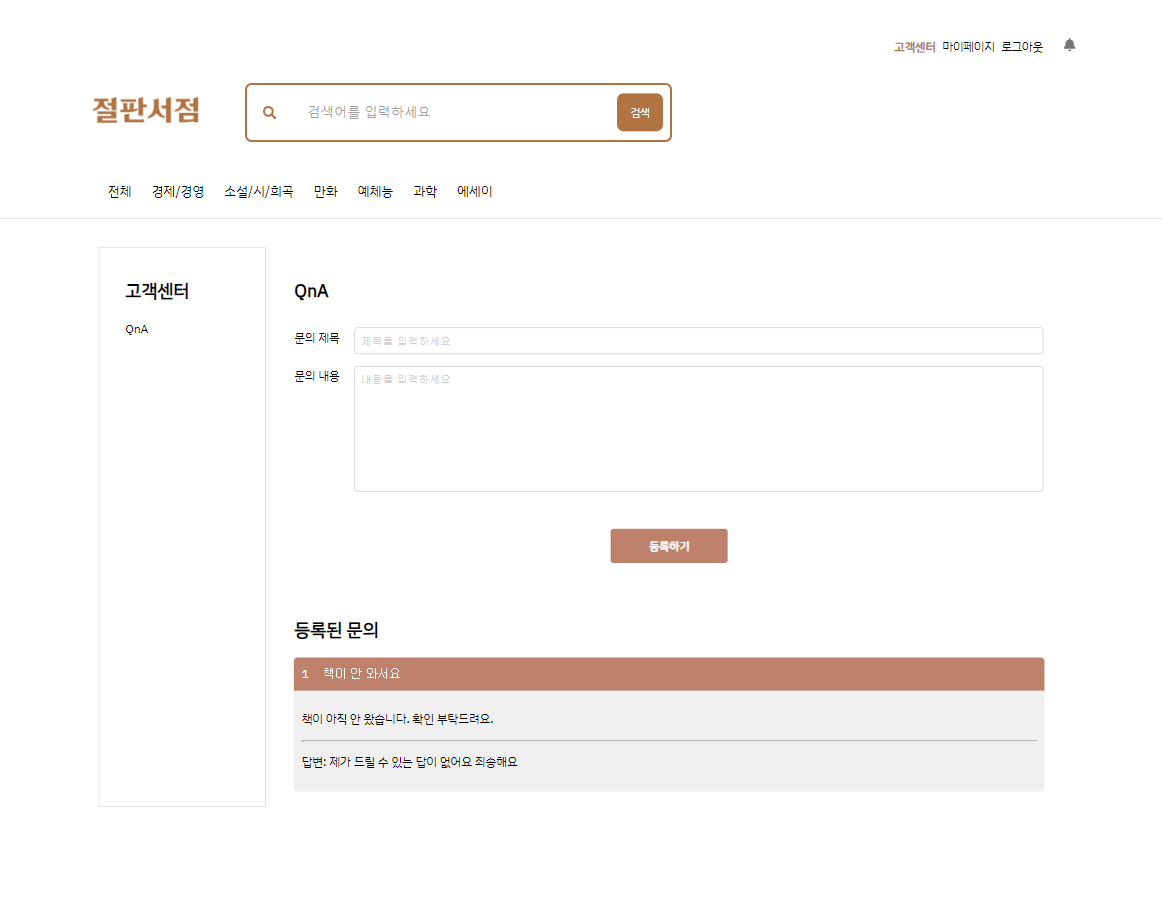 고객센터 마이페이지 로그아웃
절판서점
검색어를 입력하세요
검색
전체 경제/경영 소설/시/희곡 만화 예체능 과학 에세이
고객센터
QnA
QnA
문의 제목
제목을 입력하세요
문의 내용
내용을 입력하세요
등록하기
등록된 문의
1 책이 안 와서요
책이 아직 안 왔습니다. 확인 부탁드려요.
답변: 제가 드릴 수 있는 답이 없어요 죄송해요